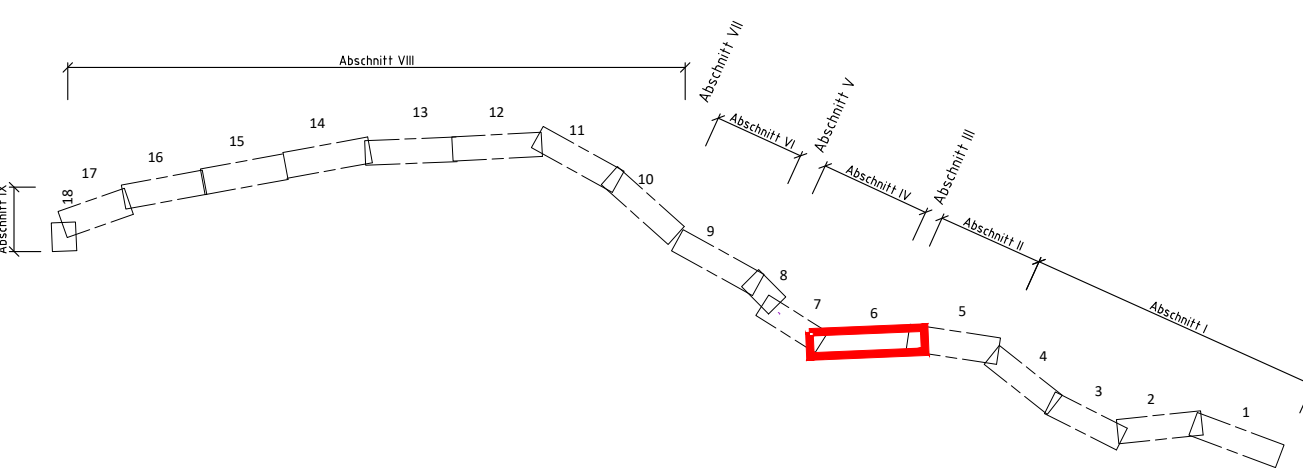 Abschnitt VIII
Abschnitt VII
Abschnitt VI
Abschnitt V
Abschnitt IV
Abschnitt III
Abschnitt II
Abschnitt I
Abschnitt IX
18
17
16
15
14
13
12
11
10
9
8
7
6
5
4
3
2
1